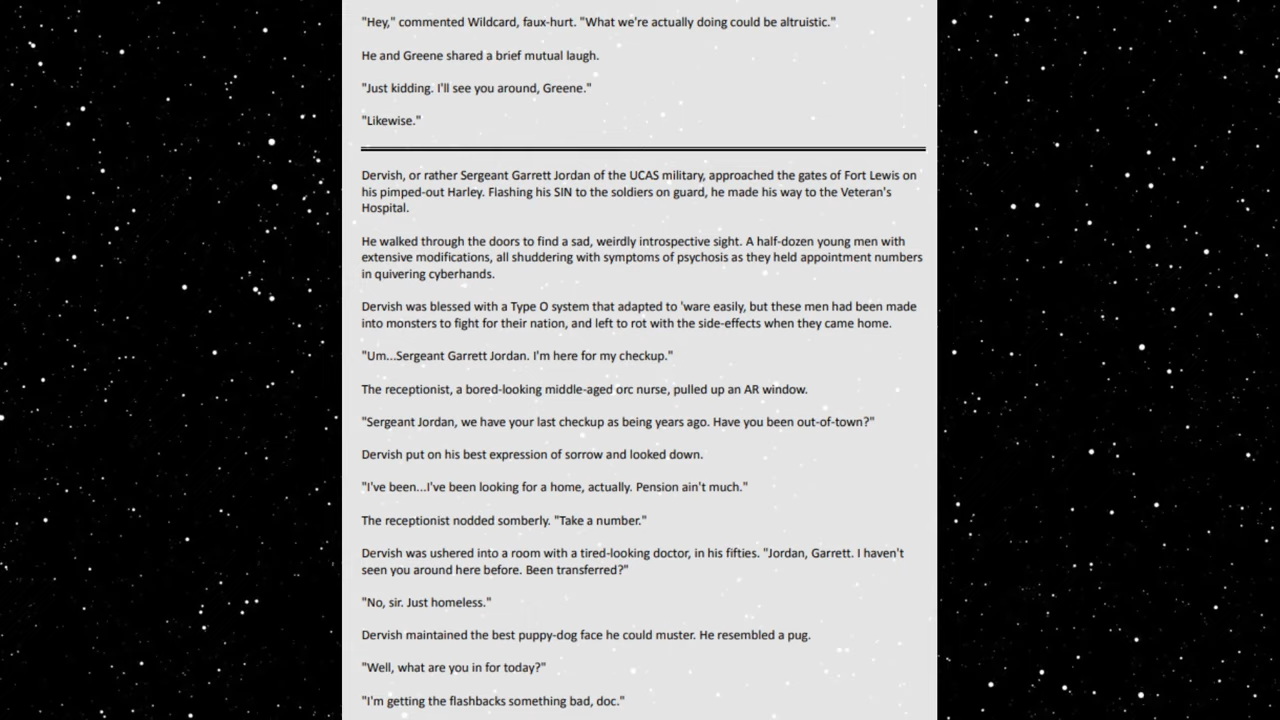 "Hey," commented Wildcard, faux-hurt. "What we're actually doing could be altruistic."
He and Greene shared a brief mutual laugh.
"Just kidding. I'll see you around, Greene."
"Likewise."
Dervish, or rather Sergeant Garrett Jordan of the UCAS military, approached the gates of Fort Lewis on
his pimped-out Harley. Flashing his SIN to the soldiers on guard, he made his way to the Veteran's
Hospital.
He walked through the doors to find a sad, weirdly introspective sight. A half-dozen young men with
extensive modifications, all shuddering with symptoms of psychosis as they held appointment numbers
in quivering cyberhands.
Dervish was blessed with a Type O system that adapted to 'ware easily, but these men had been made
into monsters to fight for their nation, and left to rot with the side-effects when they came home.
"Um...Sergeant Garrett Jordan. I'm here for my checkup."
The receptionist, a bored-looking middle-aged orc nurse, pulled up an AR window.
"Sergeant Jordan, we have your last checkup as being years ago. Have you been out-of-town?"
Dervish put on his best expression of sorrow and looked down.
"I've been...I've been looking for a home, actually. Pension ain't much."
The receptionist nodded somberly. "Take a number."
Dervish was ushered into a room with a tired-looking doctor, in his fifties. "Jordan, Garrett. I haven't
seen you around here before. Been transferred?"
"No, sir. Just homeless."
Dervish maintained the best puppy-dog face he could muster. He resembled a pug.
"Well, what are you in for today?"
"I'm getting the flashbacks something bad, doc."